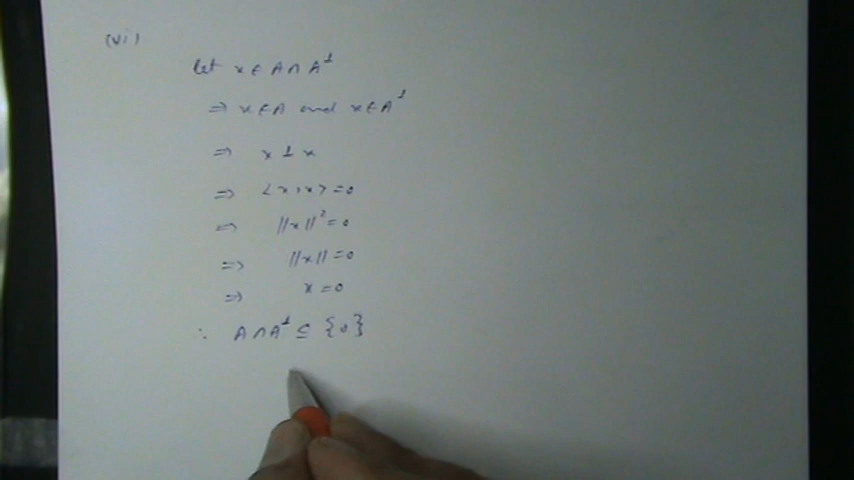 (vi)
let x ∈ A ∩ A^⊥
⇒ x ∈ A and x ∈ A^⊥
⇒ x ⊥ x
⇒ <x, x> = 0
⇒ ||x||² = 0
⇒ ||x|| = 0
⇒ x = 0
∴ A ∩ A^⊥ ⊆ {0}